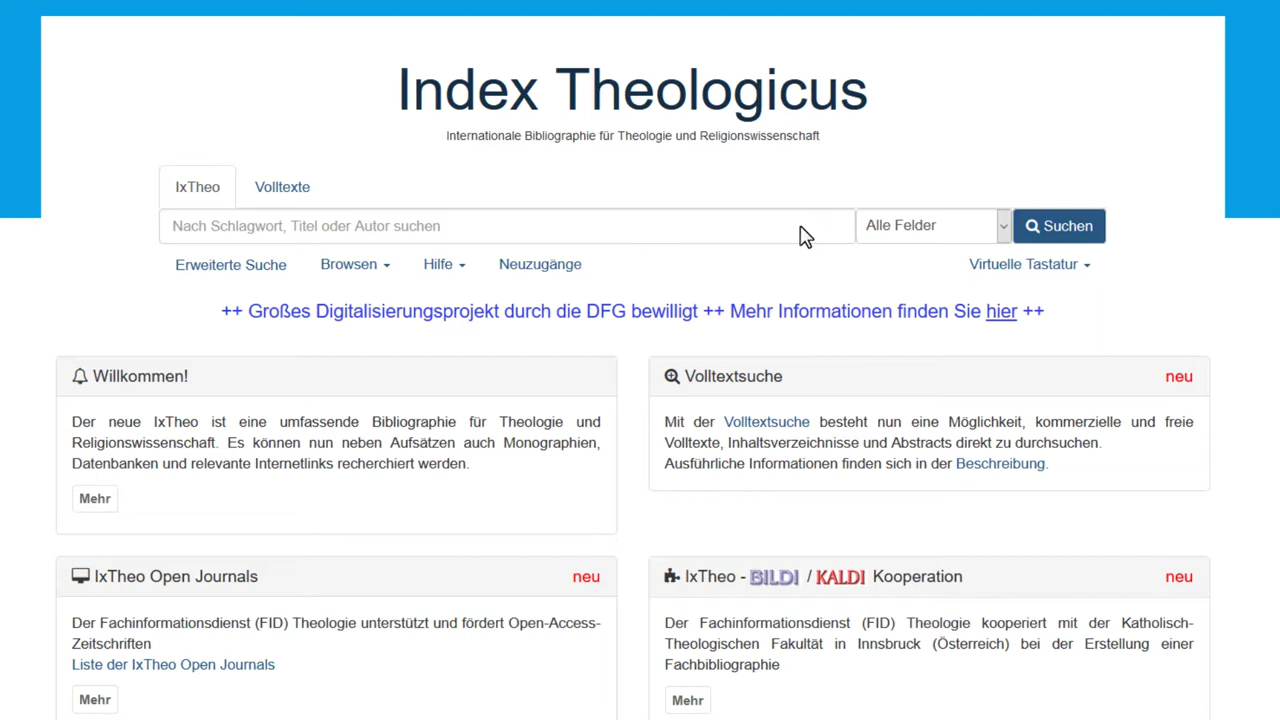 Index Theologicus
Internationale Bibliographie für Theologie und Religionswissenschaft
IxTheo Volltexte
Nach Schlagwort, Titel oder Autor suchen Alle Felder Suchen
Erweiterte Suche Browsen Hilfe Neuzugänge Virtuelle Tastatur
++ Großes Digitalisierungsprojekt durch die DFG bewilligt ++ Mehr Informationen finden Sie hier ++
Willkommen!
Der neue IxTheo ist eine umfassende Bibliographie für Theologie und
Religionswissenschaft. Es können nun neben Aufsätzen auch Monographien,
Datenbanken und relevante Internetlinks recherchiert werden.
Mehr
Volltextsuche neu
Mit der Volltextsuche besteht nun eine Möglichkeit, kommerzielle und freie
Volltexte, Inhaltsverzeichnisse und Abstracts direkt zu durchsuchen.
Ausführliche Informationen finden sich in der Beschreibung.
IxTheo Open Journals neu
Der Fachinformationsdienst (FID) Theologie unterstützt und fördert Open-Access-
Zeitschriften
Liste der IxTheo Open Journals
Mehr
IxTheo - BILDI / KALDI Kooperation neu
Der Fachinformationsdienst (FID) Theologie kooperiert mit der Katholisch-
Theologischen Fakultät in Innsbruck (Österreich) bei der Erstellung einer
Fachbibliographie
Mehr